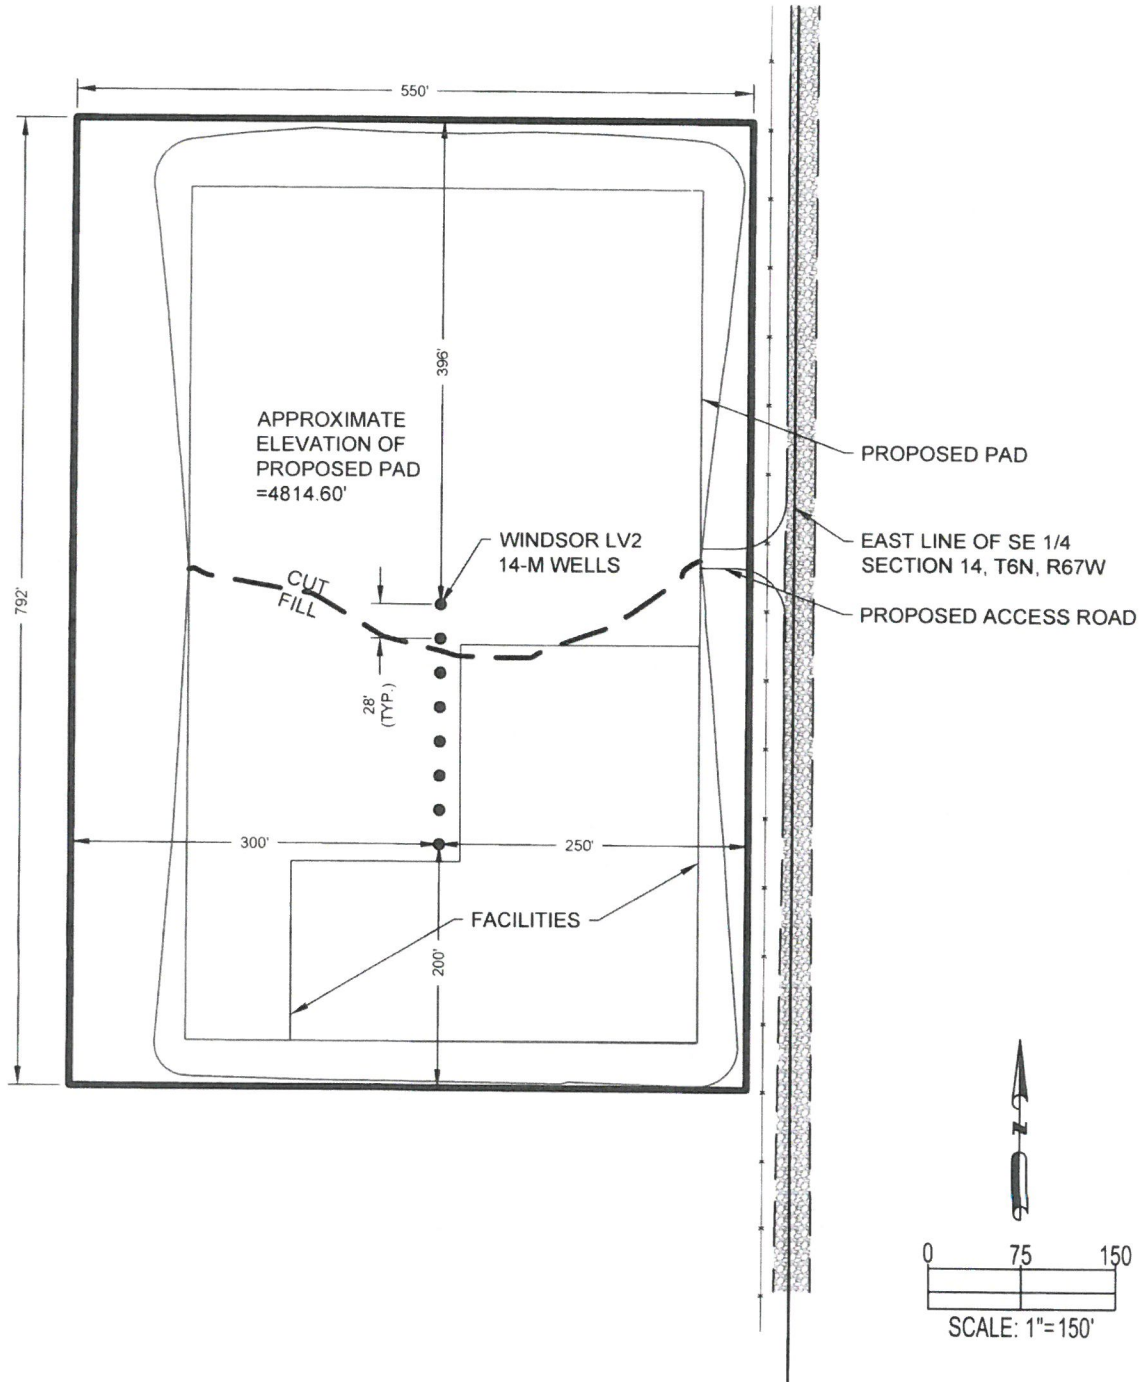 550'
396'
792'
APPROXIMATE
ELEVATION OF
PROPOSED PAD
=4814.60'
PROPOSED PAD
WINDSOR LV2
14-M WELLS
EAST LINE OF SE 1/4
SECTION 14, T6N, R67W
CUT
FILL
PROPOSED ACCESS ROAD
28'
(TYP.)
300'
250'
FACILITIES
200'
N
0 75 150
SCALE: 1"=150'